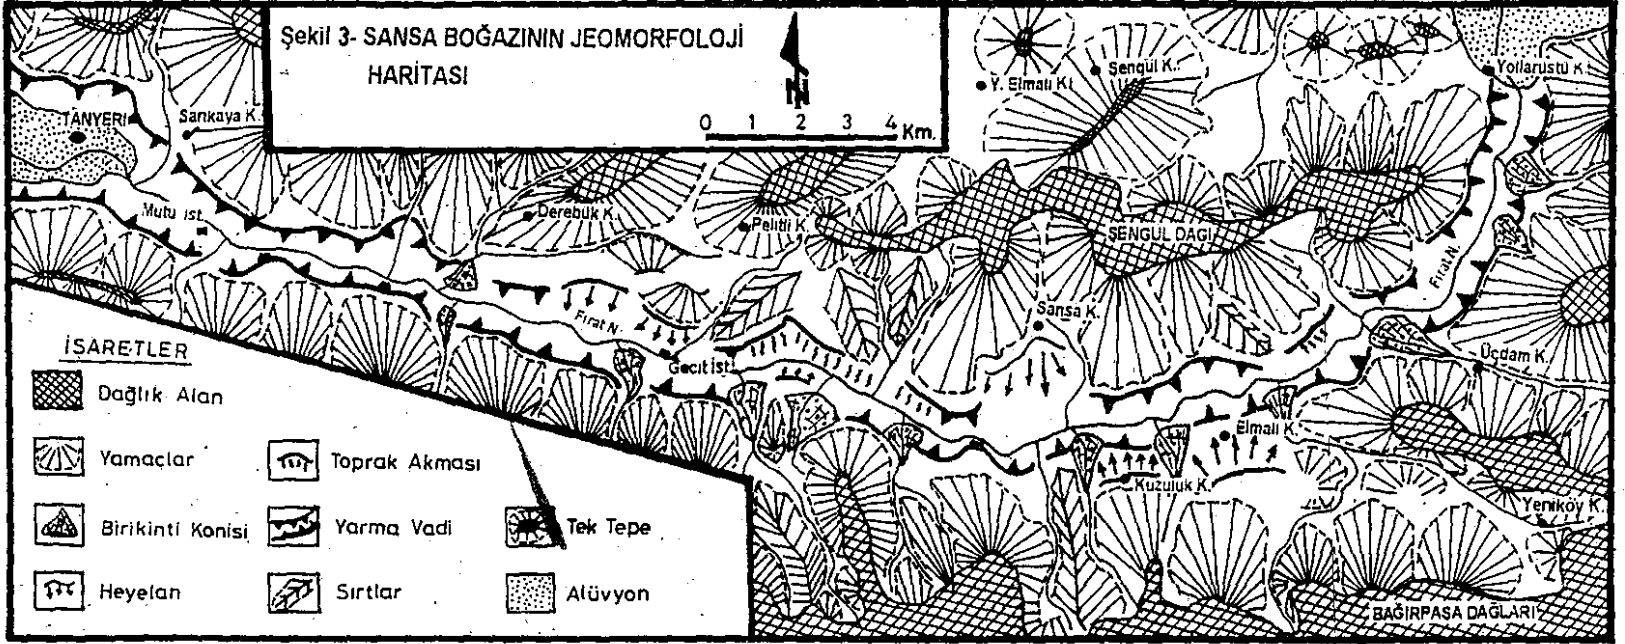 Şekil 3- SANSA BOĞAZININ JEOMORFOLOJİ
HARİTASI
N
0 1 2 3 4 Km.
TANYERİ
Sarıkaya K.
Mutu ist.
Derebük K.
Pelitli K.
Y. Elmalı K.
Şengül K.
Yollarüstü K.
ŞENGÜL DAĞI
Fırat N.
Fırat N.
Sansa K.
Geçit ist.
Üçdam K.
Elmalı K.
Kuzuluk K.
Yeniköy K.
BAĞIRPAŞA DAĞLARI
İŞARETLER
Dağlık Alan
Yamaçlar
Birikinti Konisi
Heyelan
Toprak Akması
Yarma Vadi
Sırtlar
Tek Tepe
Alüvyon